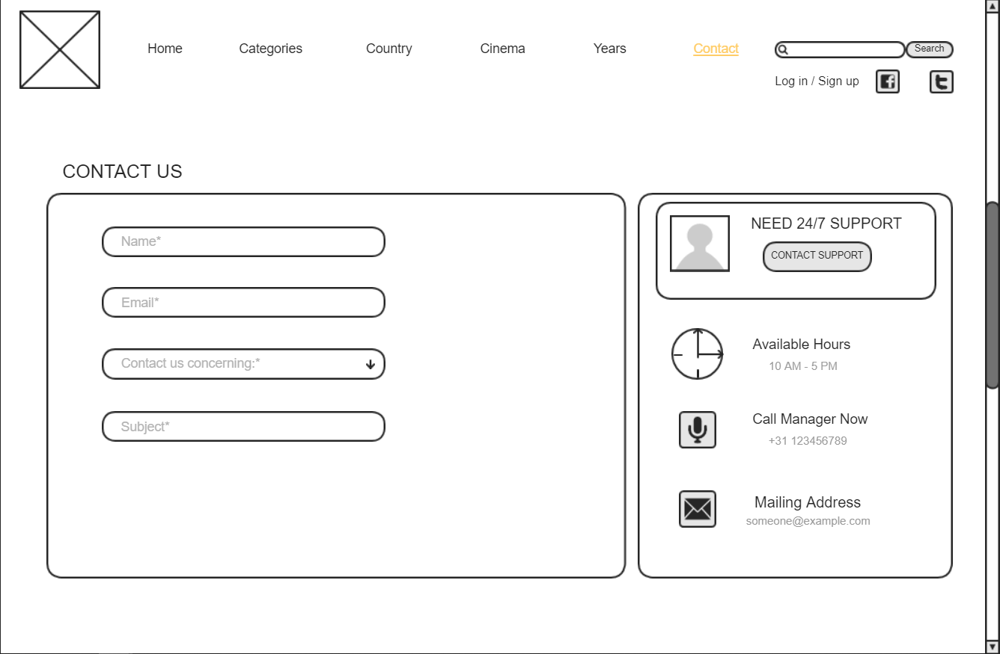 Home Categories Country Cinema Years Contact Search
Log in / Sign up
CONTACT US
Name*
Email*
Contact us concerning:*
Subject*
NEED 24/7 SUPPORT
CONTACT SUPPORT
Available Hours
10 AM - 5 PM
Call Manager Now
+31 123456789
Mailing Address
someone@example.com